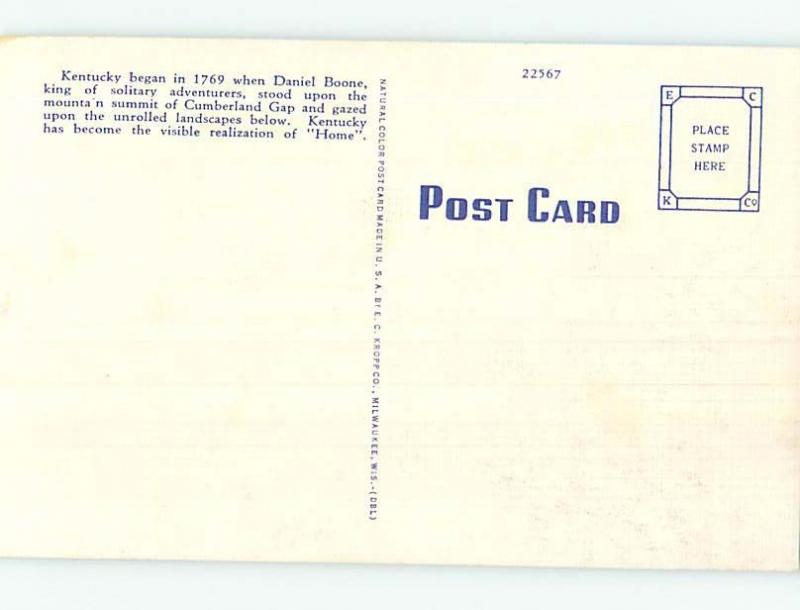 Kentucky began in 1769 when Daniel Boone,
king of solitary adventurers, stood upon the
mounta'n summit of Cumberland Gap and gazed
upon the unrolled landscapes below. Kentucky
has become the visible realization of "Home".
NATURAL COLOR POST CARD MADE IN U. S. A. BY E. C. KROPP CO., MILWAUKEE, WIS.-(DBL)
22567
POST CARD
E C
PLACE
STAMP
HERE
K Co